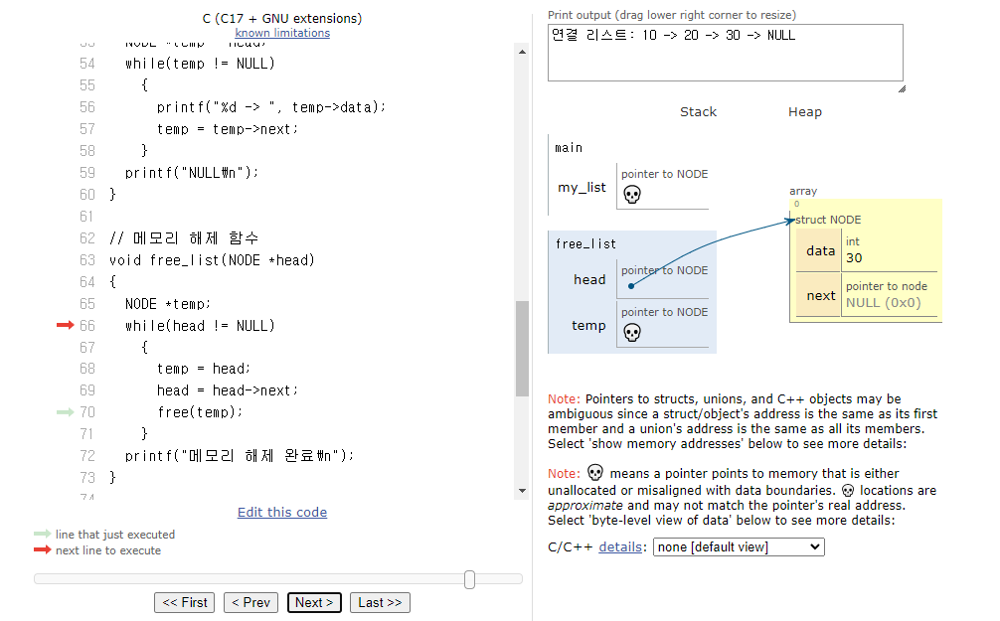 C (C17 + GNU extensions)
known limitations
53 NODE *temp = head;
54 while(temp != NULL)
55 {
56 printf("%d -> ", temp->data);
57 temp = temp->next;
58 }
59 printf("NULL₩n");
60 }
61
62 // 메모리 해제 함수
63 void free_list(NODE *head)
64 {
65 NODE *temp;
66 while(head != NULL)
67 {
68 temp = head;
69 head = head->next;
70 free(temp);
71 }
72 printf("메모리 해제 완료₩n");
73 }
74
Edit this code
line that just executed
next line to execute
<< First
< Prev
Next >
Last >>
Print output (drag lower right corner to resize)
연결 리스트: 10 -> 20 -> 30 -> NULL
Stack
Heap
main
my_list
pointer to NODE
free_list
head
pointer to NODE
temp
pointer to NODE
array
0
struct NODE
data
int
30
next
pointer to node
NULL (0x0)
Note: Pointers to structs, unions, and C++ objects may be
ambiguous since a struct/object's address is the same as its first
member and a union's address is the same as all its members.
Select 'show memory addresses' below to see more details:
Note: means a pointer points to memory that is either
unallocated or misaligned with data boundaries. locations are
approximate and may not match the pointer's real address.
Select 'byte-level view of data' below to see more details:
C/C++ details: none [default view]